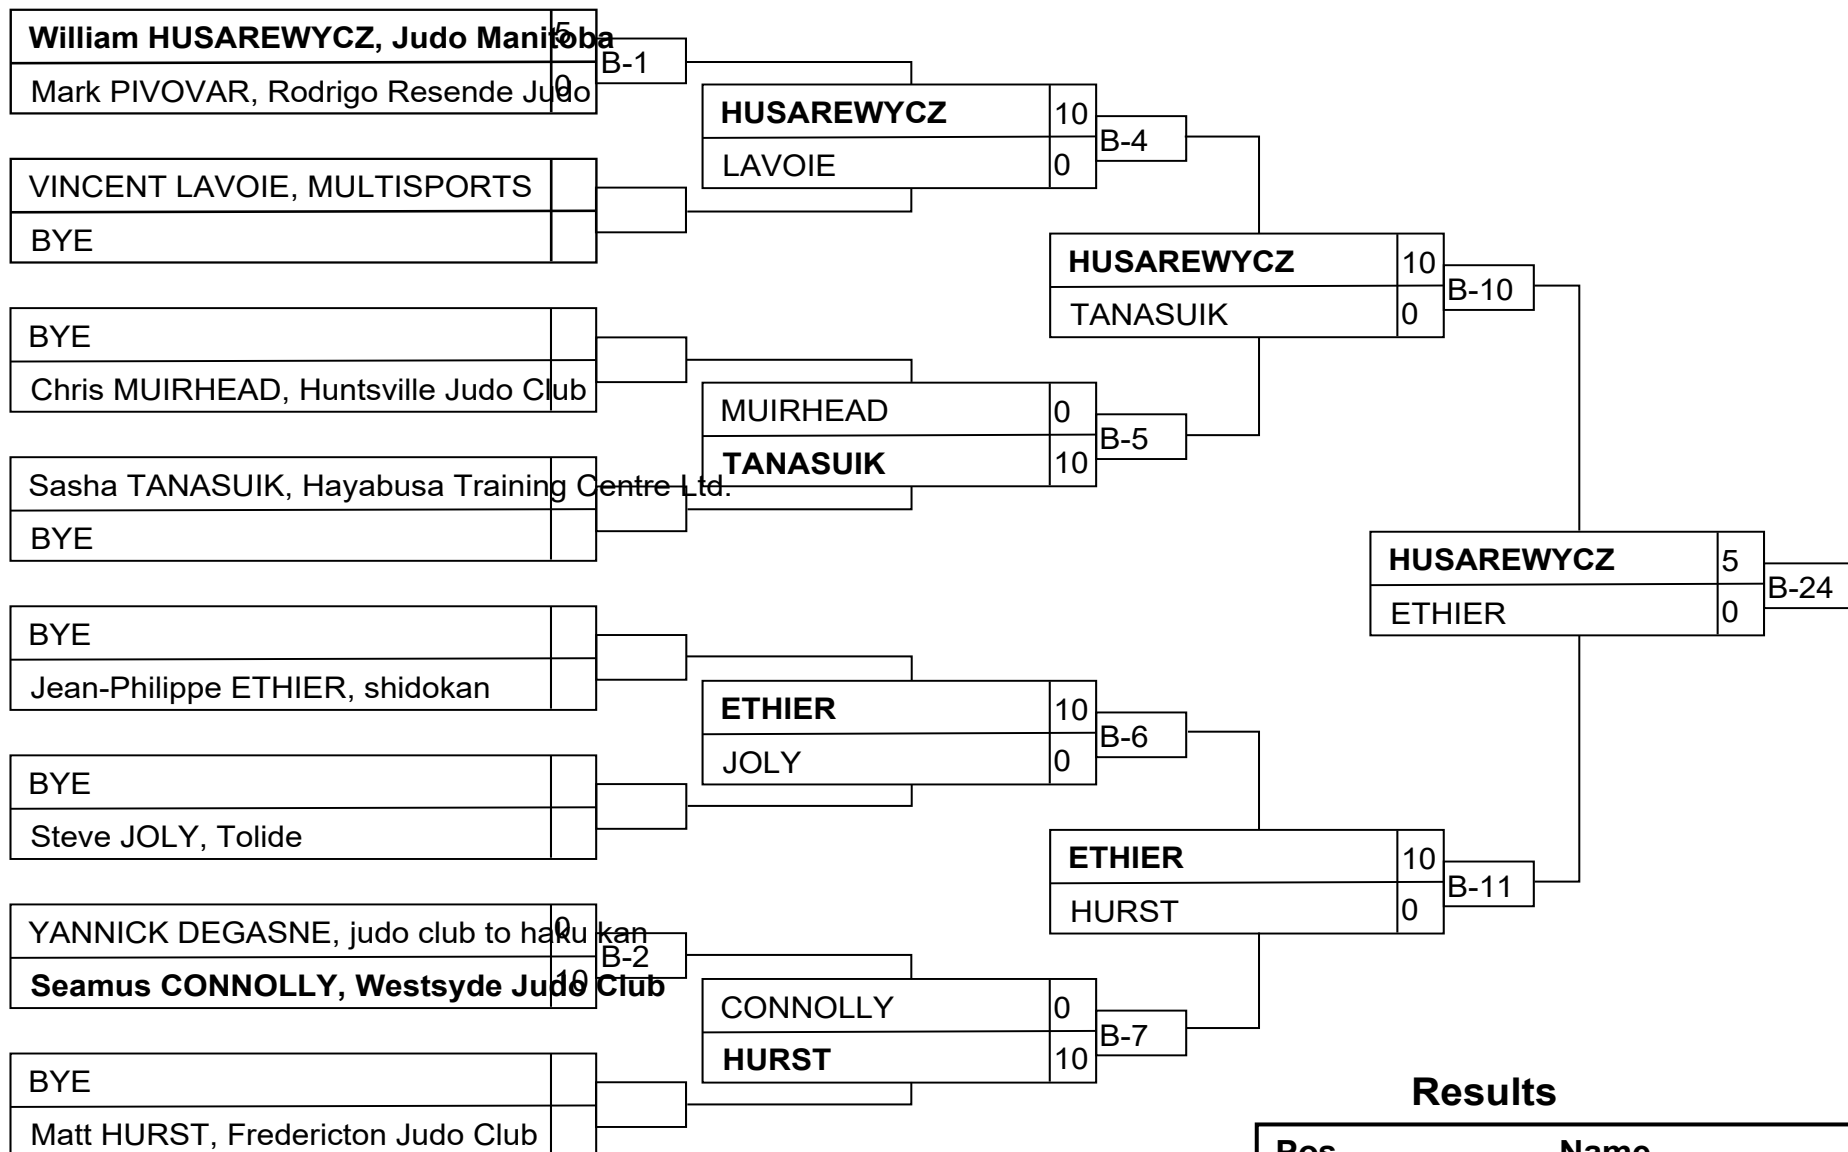 William HUSAREWYCZ, Judo Manitoba 5
Mark PIVOVAR, Rodrigo Resende Judo 0
B-1
VINCENT LAVOIE, MULTISPORTS
BYE
HUSAREWYCZ 10
LAVOIE 0
B-4
BYE
Chris MUIRHEAD, Huntsville Judo Club
Sasha TANASUIK, Hayabusa Training Centre Ltd.
BYE
MUIRHEAD 0
TANASUIK 10
B-5
HUSAREWYCZ 10
TANASUIK 0
B-10
BYE
Jean-Philippe ETHIER, shidokan
BYE
Steve JOLY, Tolide
ETHIER 10
JOLY 0
B-6
YANNICK DEGASNE, judo club to haku kan 0
Seamus CONNOLLY, Westsyde Judo Club 10
B-2
BYE
Matt HURST, Fredericton Judo Club
CONNOLLY 0
HURST 10
B-7
ETHIER 10
HURST 0
B-11
HUSAREWYCZ 5
ETHIER 0
B-24
Results
Pos Name